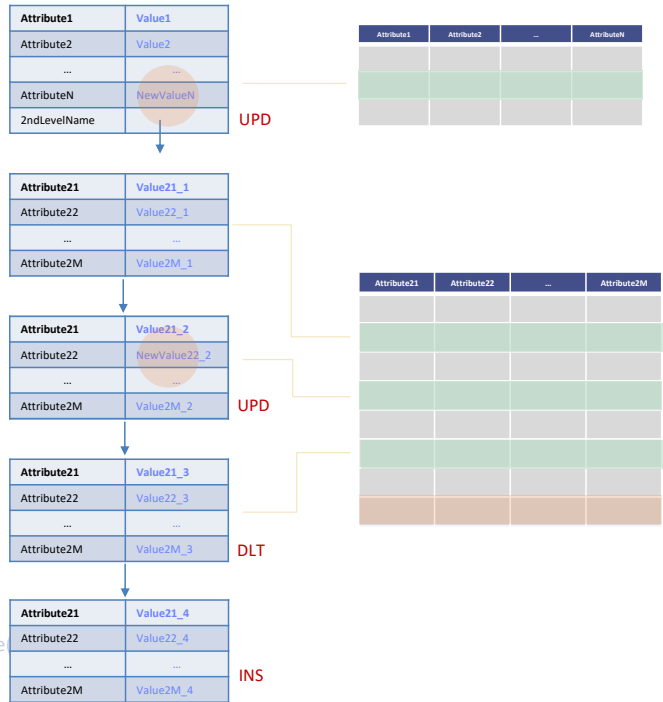 Attribute1 Value1
Attribute2 Value2
... ...
AttributeN NewValueN
2ndLevelName
UPD
Attribute1 Attribute2 ... AttributeN
Attribute21 Value21_1
Attribute22 Value22_1
... ...
Attribute2M Value2M_1
Attribute21 Attribute22 ... Attribute2M
Attribute21 Value21_2
Attribute22 NewValue22_2
... ...
Attribute2M Value2M_2
UPD
Attribute21 Value21_3
Attribute22 Value22_3
... ...
Attribute2M Value2M_3
DLT
Attribute21 Value21_4
Attribute22 Value22_4
... ...
Attribute2M Value2M_4
INS